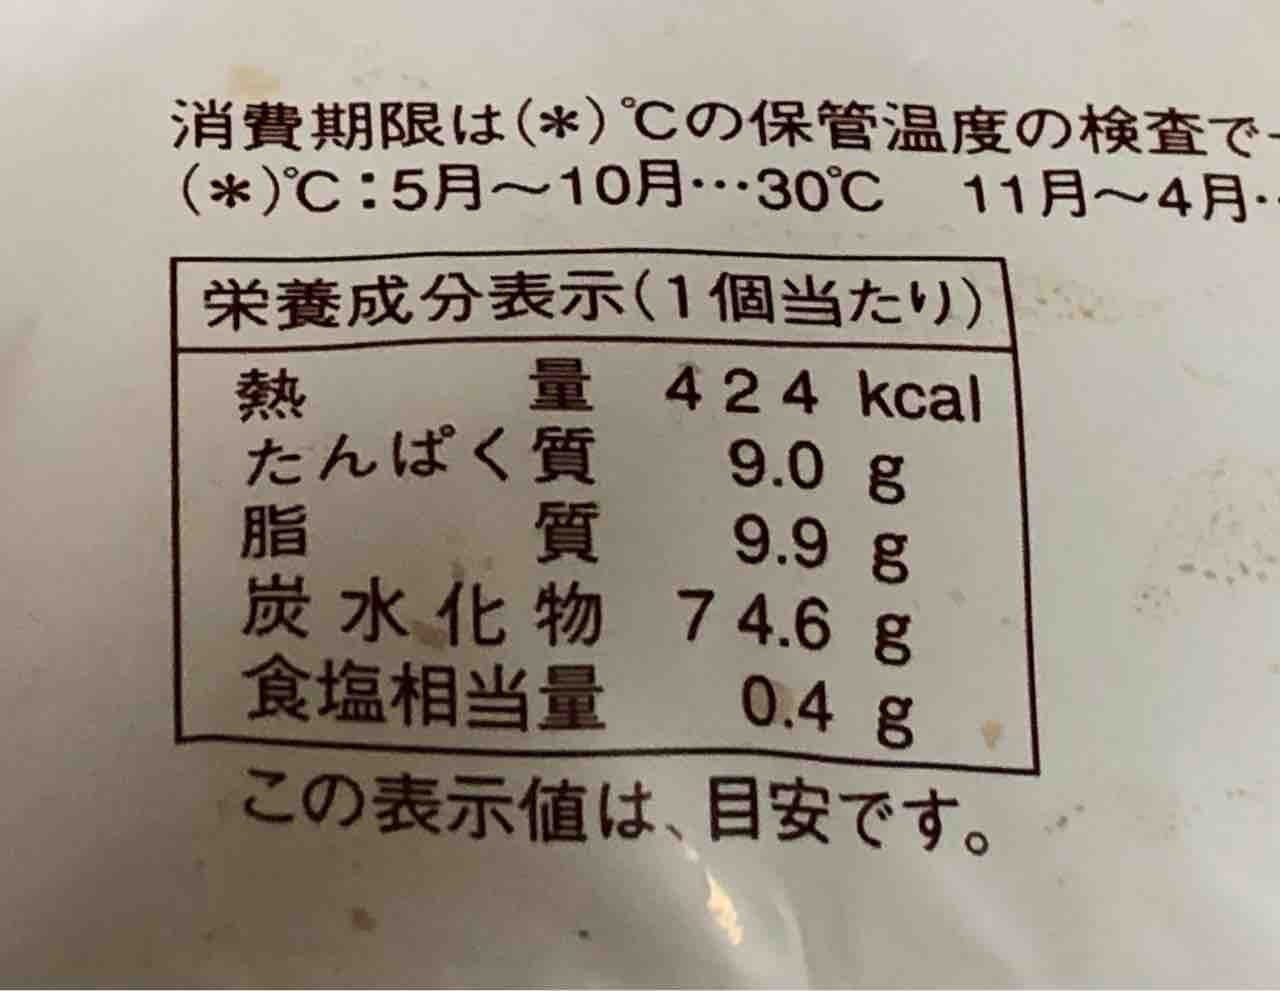 消費期限は(*)℃の保管温度の検査で
(*)℃:5月〜10月…30℃ 11月〜4月‥
栄養成分表示(1個当たり)
熱量 424 kcal
たんぱく質 9.0 g
脂質 9.9 g
炭水化物 74.6 g
食塩相当量 0.4 g
この表示値は、目安です。